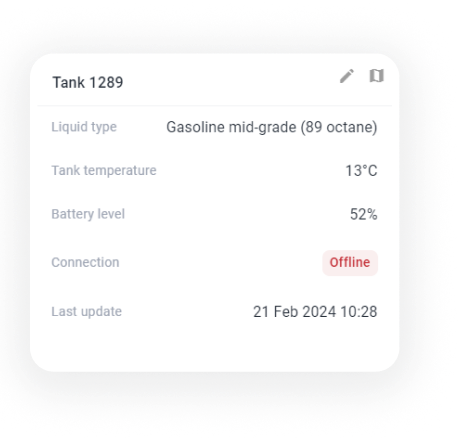 Tank 1289
Liquid type Gasoline mid-grade (89 octane)
Tank temperature 13°C
Battery level 52%
Connection Offline
Last update 21 Feb 2024 10:28